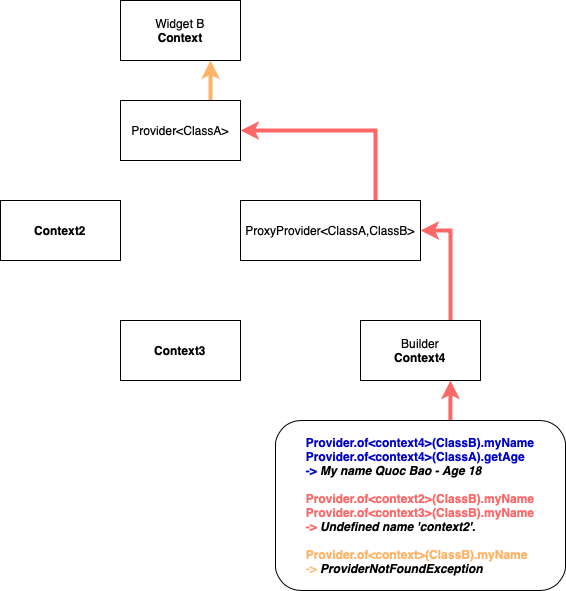 Widget B
Context
Provider<ClassA>
Context2
ProxyProvider<ClassA,ClassB>
Context3
Builder
Context4
Provider.of<context4>(ClassB).myName
Provider.of<context4>(ClassA).getAge
-> My name Quoc Bao - Age 18
Provider.of<context2>(ClassB).myName
Provider.of<context3>(ClassB).myName
-> Undefined name 'context2'.
Provider.of<context>(ClassB).myName
-> ProviderNotFoundException